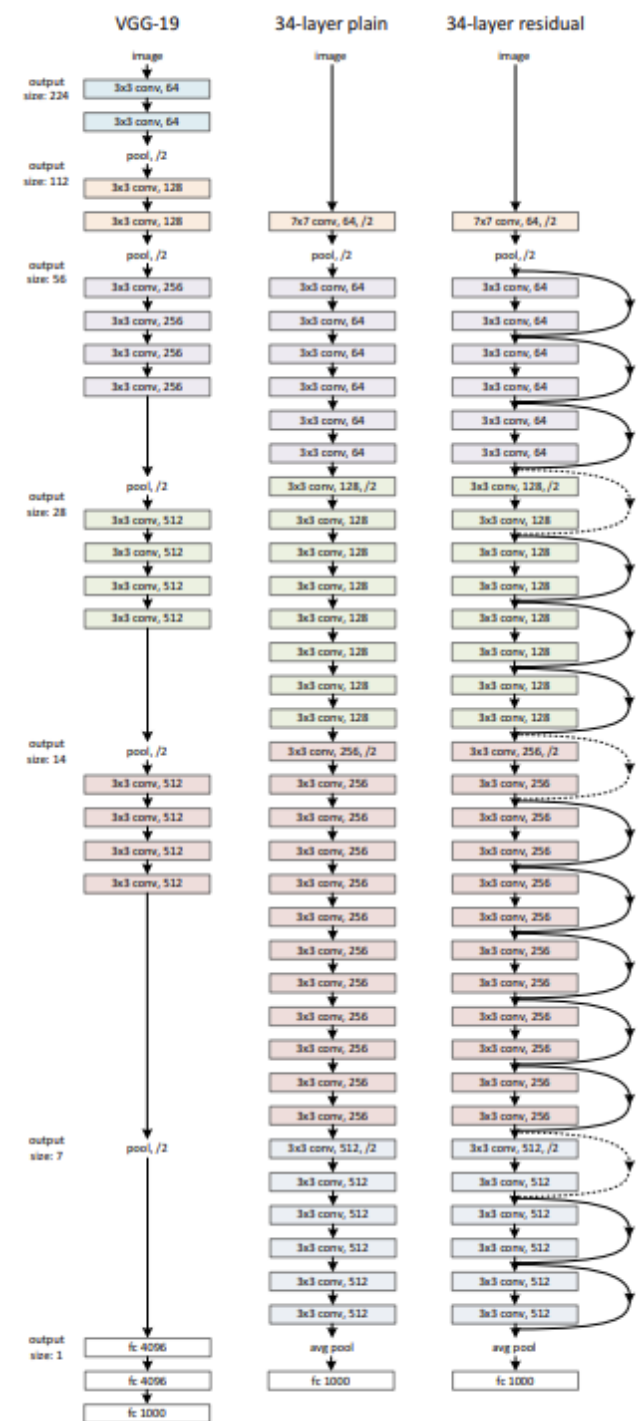 VGG-19
image
output
size: 224
3x3 conv, 64
3x3 conv, 64
pool, /2
output
size: 112
3x3 conv, 128
3x3 conv, 128
pool, /2
output
size: 56
3x3 conv, 256
3x3 conv, 256
3x3 conv, 256
3x3 conv, 256
pool, /2
output
size: 28
3x3 conv, 512
3x3 conv, 512
3x3 conv, 512
3x3 conv, 512
output
size: 14
pool, /2
3x3 conv, 512
3x3 conv, 512
3x3 conv, 512
3x3 conv, 512
output
size: 7
pool, /2
output
size: 1
fc 4096
fc 4096
fc 1000
34-layer plain
image
7x7 conv, 64, /2
pool, /2
3x3 conv, 64
3x3 conv, 64
3x3 conv, 64
3x3 conv, 64
3x3 conv, 64
3x3 conv, 64
3x3 conv, 128, /2
3x3 conv, 128
3x3 conv, 128
3x3 conv, 128
3x3 conv, 128
3x3 conv, 128
3x3 conv, 128
3x3 conv, 128
3x3 conv, 256, /2
3x3 conv, 256
3x3 conv, 256
3x3 conv, 256
3x3 conv, 256
3x3 conv, 256
3x3 conv, 256
3x3 conv, 256
3x3 conv, 256
3x3 conv, 256
3x3 conv, 256
3x3 conv, 256
3x3 conv, 512, /2
3x3 conv, 512
3x3 conv, 512
3x3 conv, 512
3x3 conv, 512
3x3 conv, 512
avg pool
fc 1000
34-layer residual
image
7x7 conv, 64, /2
pool, /2
3x3 conv, 64
3x3 conv, 64
3x3 conv, 64
3x3 conv, 64
3x3 conv, 64
3x3 conv, 64
3x3 conv, 128, /2
3x3 conv, 128
3x3 conv, 128
3x3 conv, 128
3x3 conv, 128
3x3 conv, 128
3x3 conv, 128
3x3 conv, 128
3x3 conv, 256, /2
3x3 conv, 256
3x3 conv, 256
3x3 conv, 256
3x3 conv, 256
3x3 conv, 256
3x3 conv, 256
3x3 conv, 256
3x3 conv, 256
3x3 conv, 256
3x3 conv, 256
3x3 conv, 256
3x3 conv, 512, /2
3x3 conv, 512
3x3 conv, 512
3x3 conv, 512
3x3 conv, 512
3x3 conv, 512
avg pool
fc 1000